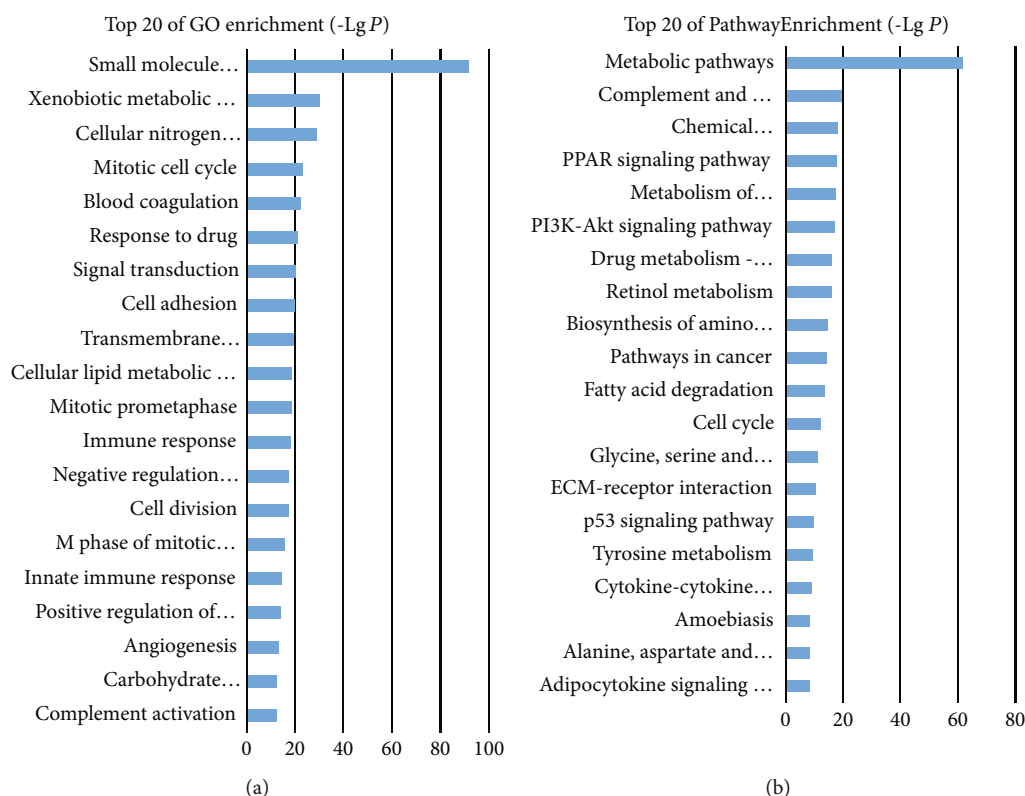 Top 20 of GO enrichment (-Lg P)
Small molecule…
Xenobiotic metabolic …
Cellular nitrogen…
Mitotic cell cycle
Blood coagulation
Response to drug
Signal transduction
Cell adhesion
Transmembrane…
Cellular lipid metabolic …
Mitotic prometaphase
Immune response
Negative regulation…
Cell division
M phase of mitotic…
Innate immune response
Positive regulation of…
Angiogenesis
Carbohydrate…
Complement activation
0 20 40 60 80 100
(a)
Top 20 of PathwayEnrichment (-Lg P)
Metabolic pathways
Complement and …
Chemical…
PPAR signaling pathway
Metabolism of…
PI3K-Akt signaling pathway
Drug metabolism -…
Retinol metabolism
Biosynthesis of amino…
Pathways in cancer
Fatty acid degradation
Cell cycle
Glycine, serine and…
ECM-receptor interaction
p53 signaling pathway
Tyrosine metabolism
Cytokine-cytokine…
Amoebiasis
Alanine, aspartate and…
Adipocytokine signaling …
0 20 40 60 80
(b)